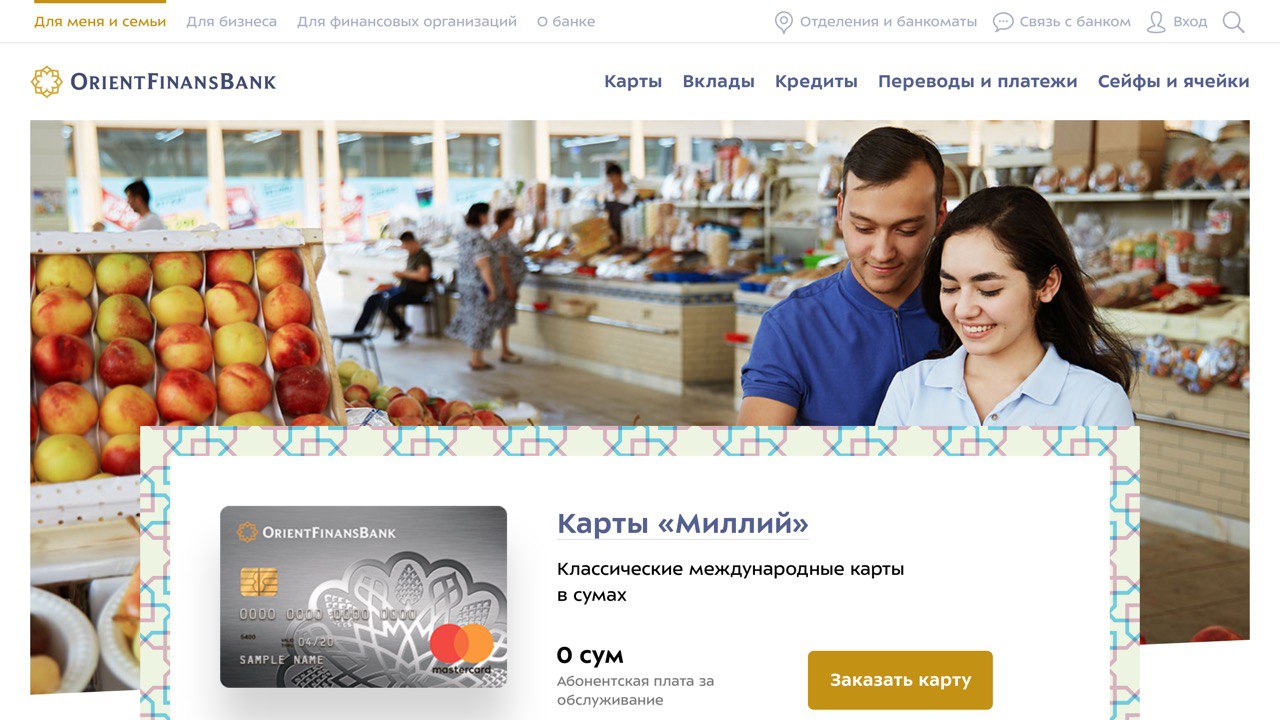 Для меня и семьи Для бизнеса Для финансовых организаций О банке Отделения и банкоматы Связь с банком Вход
OrientFinansBank Карты Вклады Кредиты Переводы и платежи Сейфы и ячейки
OrientFinansBank
0000 0000 0000 0000
5400 VALID THRU 04/20
SAMPLE NAME
mastercard
Карты «Миллий»
Классические международные карты
в сумах
0 сум
Абонентская плата за
обслуживание
Заказать карту